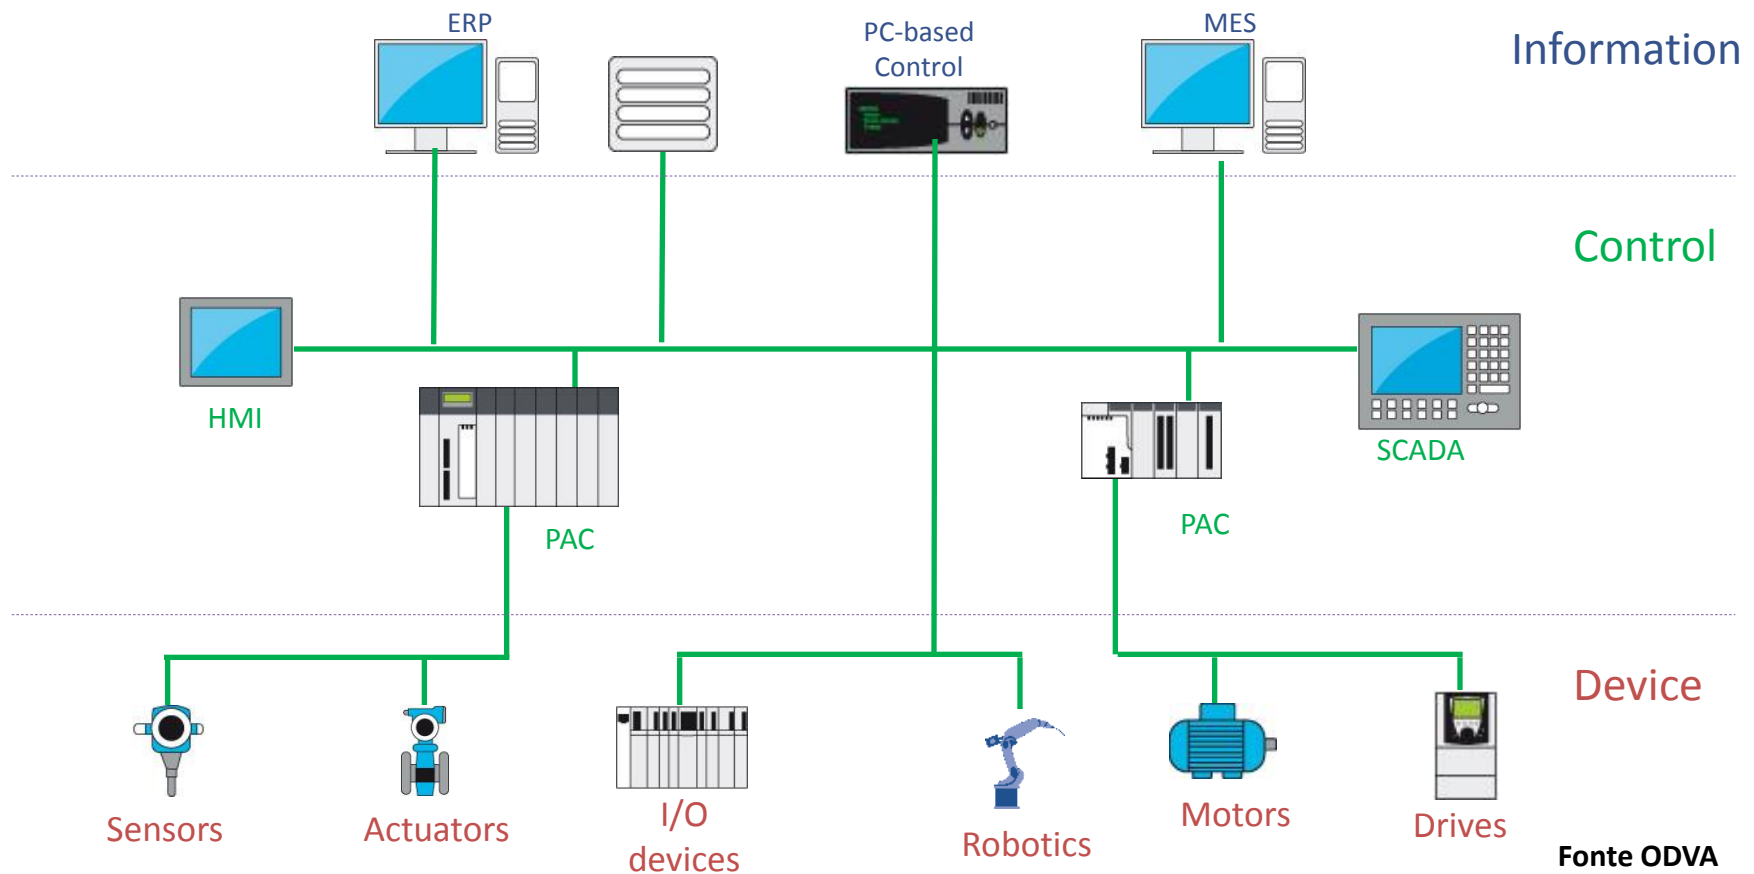 ERP
PC-based
Control
MES
Information
Control
HMI
SCADA
PAC
PAC
Device
Sensors
Actuators
I/O
devices
Robotics
Motors
Drives
Fonte ODVA